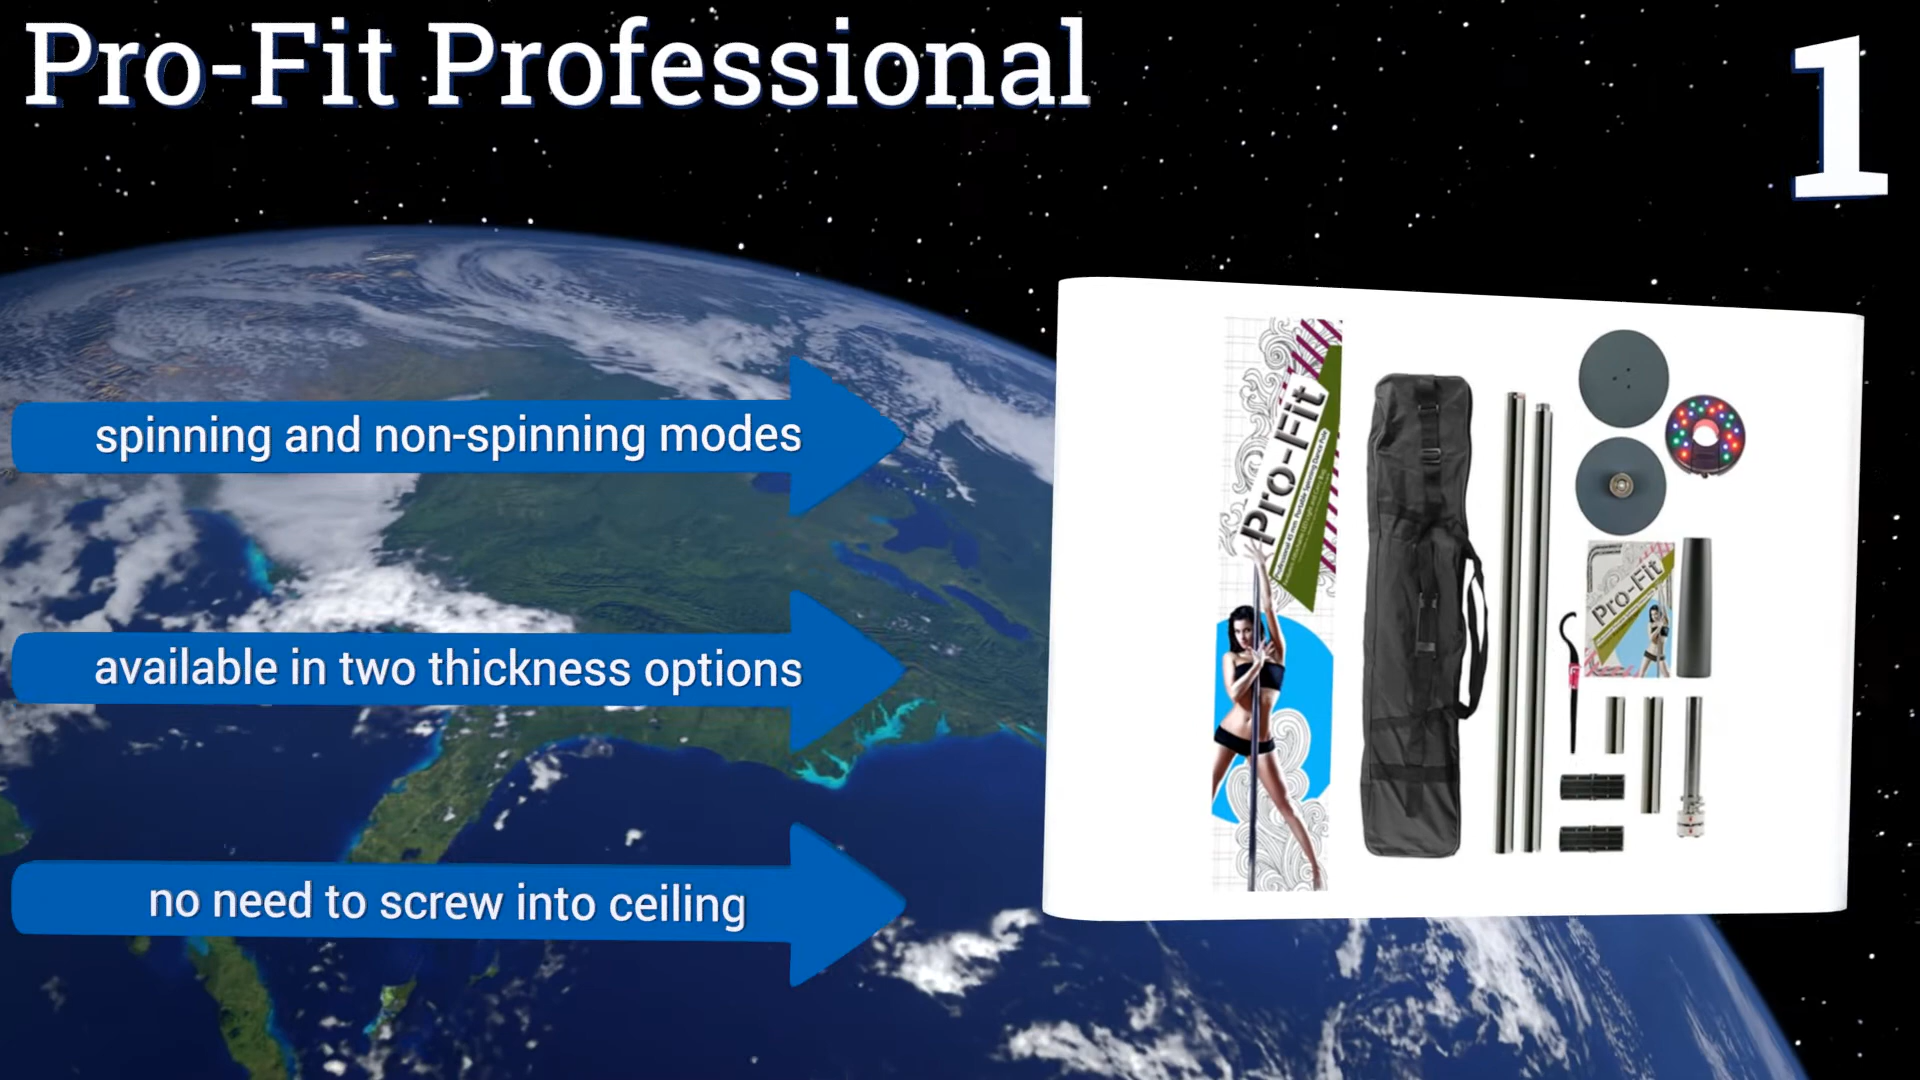 Pro-Fit Professional
1
spinning and non-spinning modes
available in two thickness options
no need to screw into ceiling
Pro-Fit
Pro-Fit